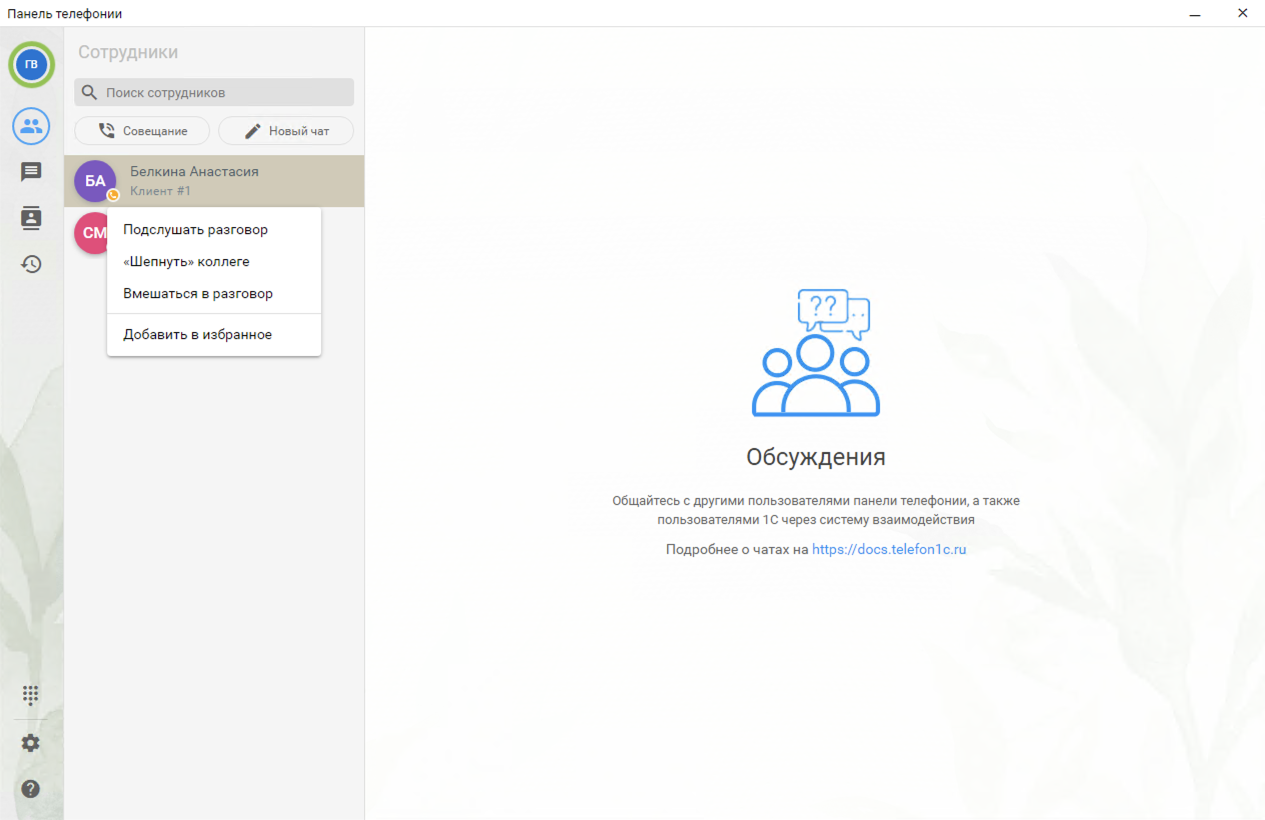 Панель телефонии
ГВ
Сотрудники
Поиск сотрудников
Совещание
Новый чат
БА
Белкина Анастасия
Клиент #1
СМ
Подслушать разговор
«Шепнуть» коллеге
Вмешаться в разговор
Добавить в избранное
??
Обсуждения
Общайтесь с другими пользователями панели телефонии, а также
пользователями 1С через систему взаимодействия
Подробнее о чатах на https://docs.telefon1c.ru
?